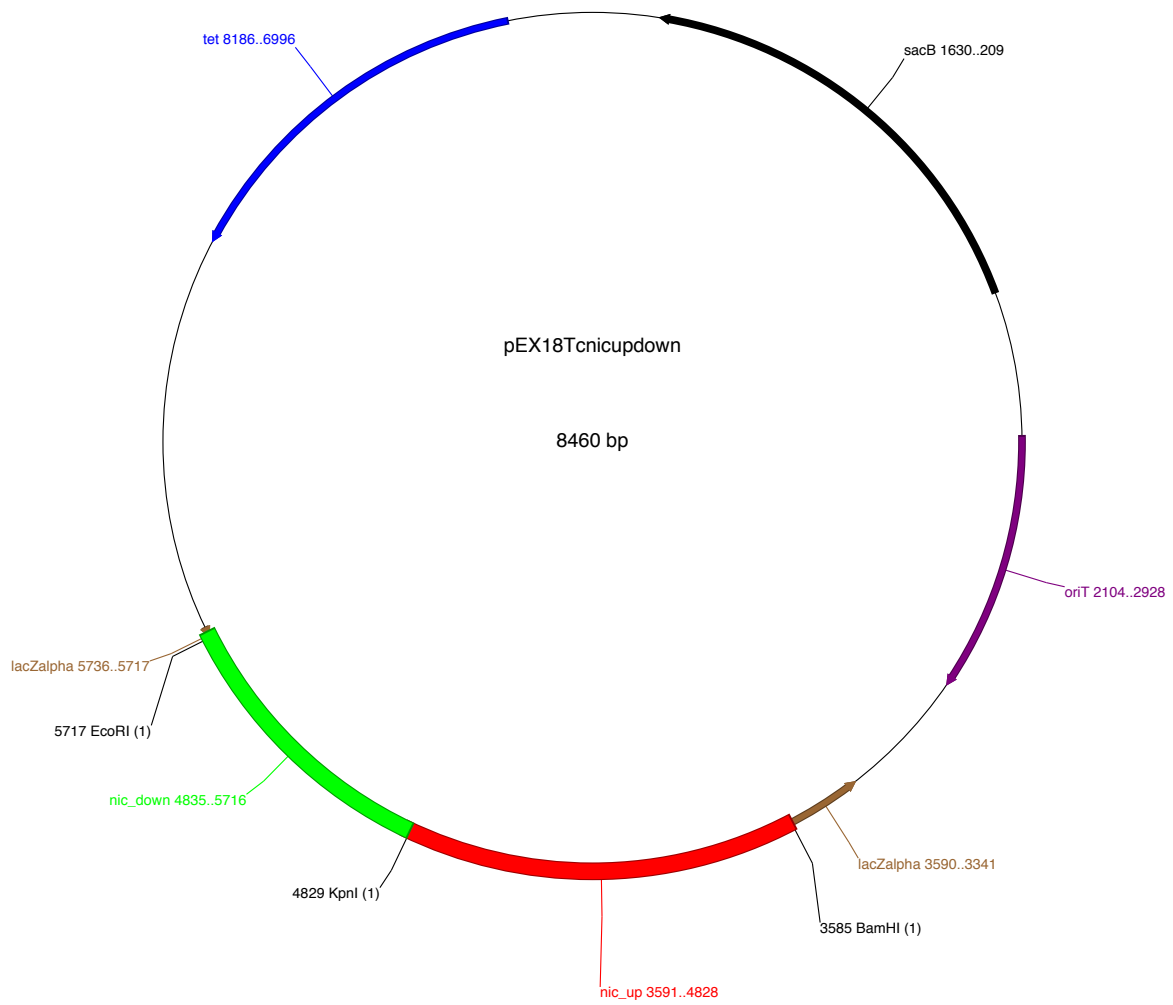 tet 8186..6996
sacB 1630..209
pEX18Tcnicupdown
8460 bp
oriT 2104..2928
lacZalpha 5736..5717
5717 EcoRI (1)
nic_down 4835..5716
lacZalpha 3590..3341
4829 KpnI (1)
3585 BamHI (1)
nic_up 3591..4828